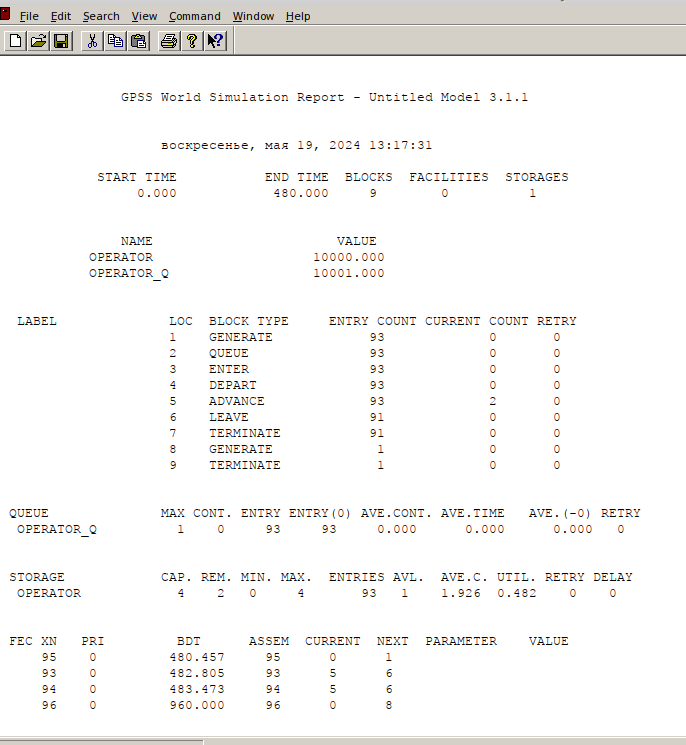 File Edit Search View Command Window Help
GPSS World Simulation Report - Untitled Model 3.1.1
воскресенье, мая 19, 2024 13:17:31
START TIME END TIME BLOCKS FACILITIES STORAGES
0.000 480.000 9 0 1
NAME VALUE
OPERATOR 10000.000
OPERATOR_Q 10001.000
LABEL LOC BLOCK TYPE ENTRY COUNT CURRENT COUNT RETRY
1 GENERATE 93 0 0
2 QUEUE 93 0 0
3 ENTER 93 0 0
4 DEPART 93 0 0
5 ADVANCE 93 2 0
6 LEAVE 91 0 0
7 TERMINATE 91 0 0
8 GENERATE 1 0 0
9 TERMINATE 1 0 0
QUEUE MAX CONT. ENTRY ENTRY(0) AVE.CONT. AVE.TIME AVE.(-0) RETRY
OPERATOR_Q 1 0 93 93 0.000 0.000 0.000 0
STORAGE CAP. REM. MIN. MAX. ENTRIES AVL. AVE.C. UTIL. RETRY DELAY
OPERATOR 4 2 0 4 93 1 1.926 0.482 0 0
FEC XN PRI BDT ASSEM CURRENT NEXT PARAMETER VALUE
95 0 480.457 95 0 1
93 0 482.805 93 5 6
94 0 483.473 94 5 6
96 0 960.000 96 0 8